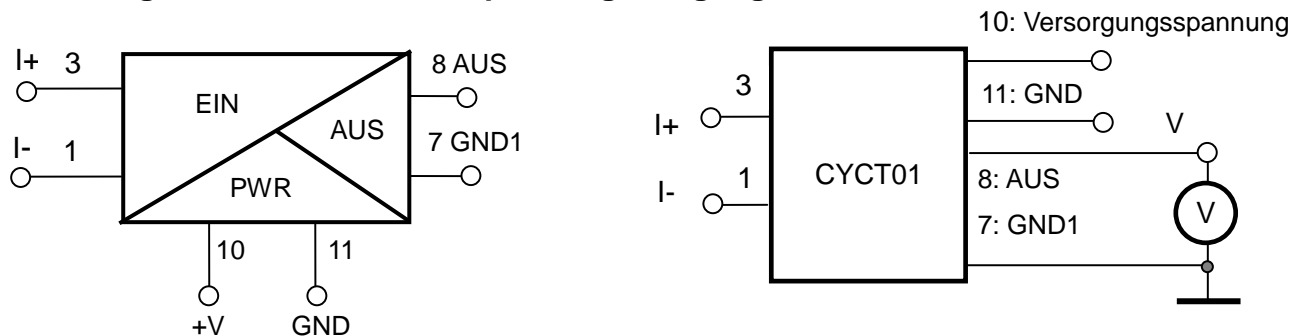 I+ 3
I- 1
EIN
AUS
PWR
8 AUS
7 GND1
10
11
+V
GND
10: Versorgungsspannung
11: GND
I+
3
I-
1
CYCT01
V
8: AUS
7: GND1
V